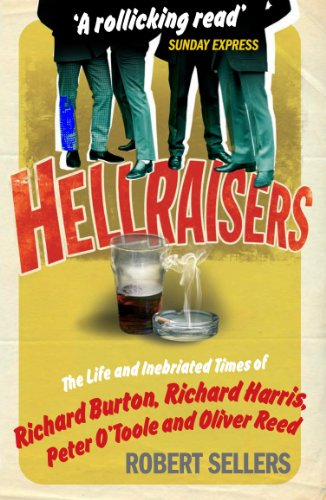 'A rollicking read'
SUNDAY EXPRESS
HELLRAISERS
The Life and Inebriated Times of
Richard Burton, Richard Harris,
Peter O'Toole and Oliver Reed
ROBERT SELLERS